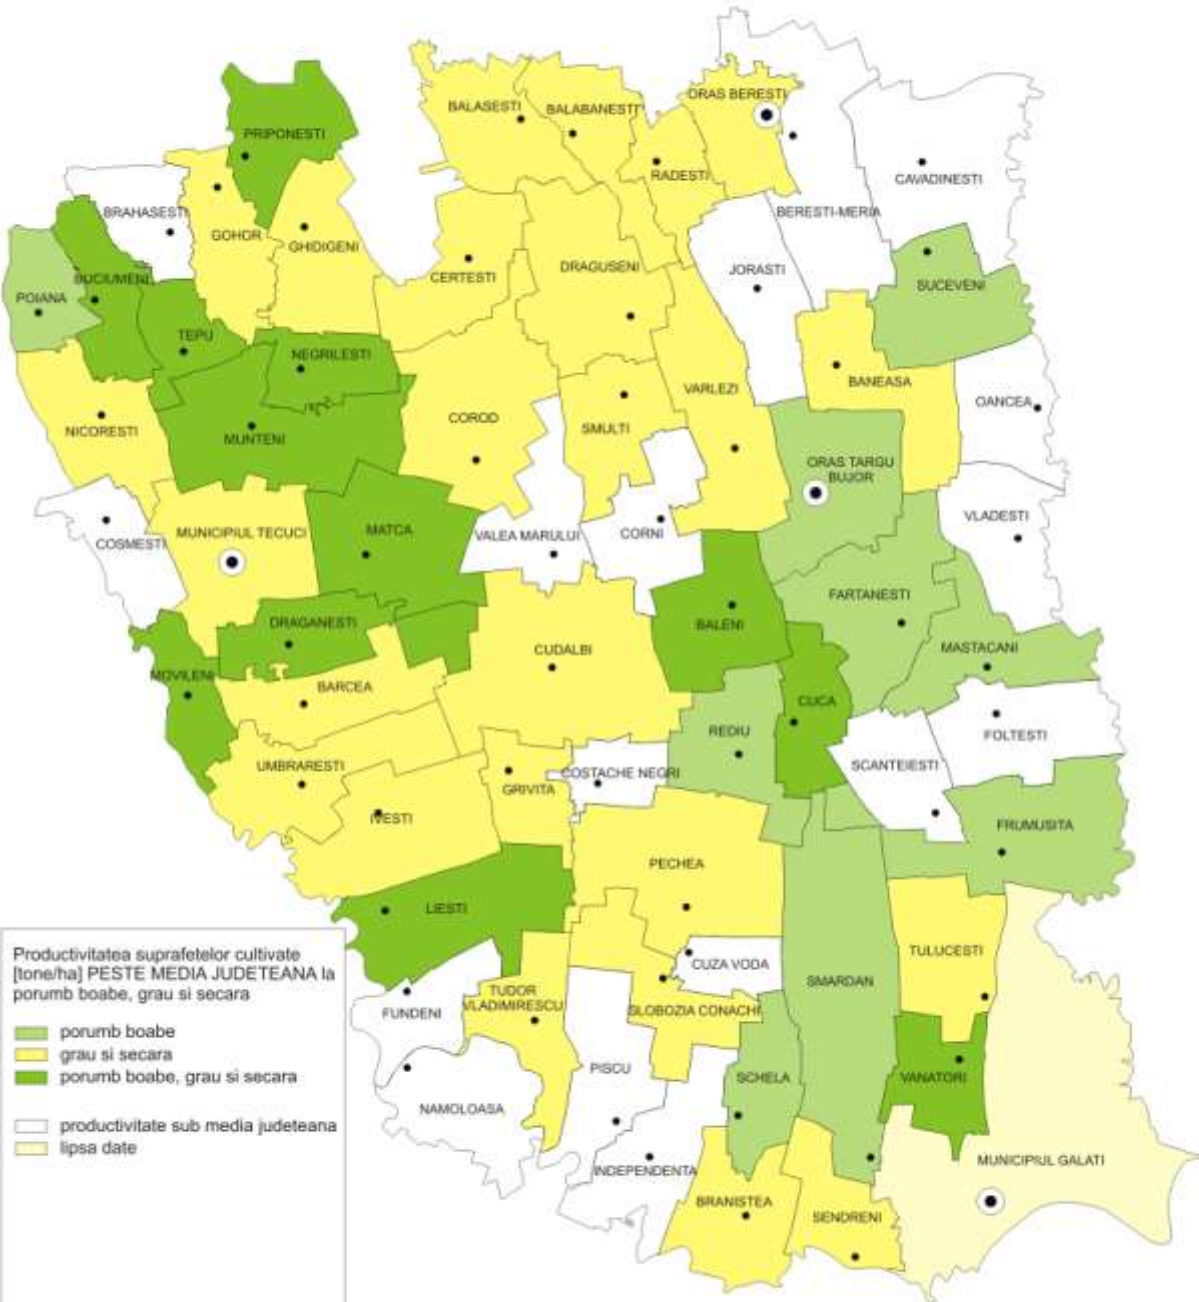 PRIPONESTI
BALASESTI
BALABANESTI
ORAS BERESTI
RADESTI
CAVADINESTI
BRAHASESTI
GOHOR
GHIDIGENI
BERESTI-MERIA
CERTESTI
DRAGUSENI
JORASTI
SUCEVENI
BUCIUMENI
POIANA
TEPU
NEGRILESTI
VARLEZI
BANEASA
OANCEA
NICORESTI
MUNTENI
COROD
SMULTI
ORAS TARGU
BUJOR
COSMESTI
MUNICIPIUL TECUCI
MATCA
VALEA MARULUI
CORNI
VLADESTI
DRAGANESTI
BALENI
FARTANESTI
CUDALBI
MASTACANI
MOVILENI
BARCEA
CUCA
REDIU
FOLTESTI
UMBRARESTI
GRIVITA
COSTACHE NEGRI
SCANTEIESTI
IVESTI
FRUMUSITA
PECHEA
LIESTI
TULUCESTI
CUZA VODA
SMARDAN
FUNDENI
TUDOR
VLADIMIRESCU
SLOBOZIA CONACHI
PISCU
SCHELA
VANATORI
NAMOLOASA
INDEPENDENTA
MUNICIPIUL GALATI
BRANISTEA
SENDRENI
Productivitatea suprafetelor cultivate
[tone/ha] PESTE MEDIA JUDETEANA la
porumb boabe, grau si secara
porumb boabe
grau si secara
porumb boabe, grau si secara
productivitate sub media judeteana
lipsa date